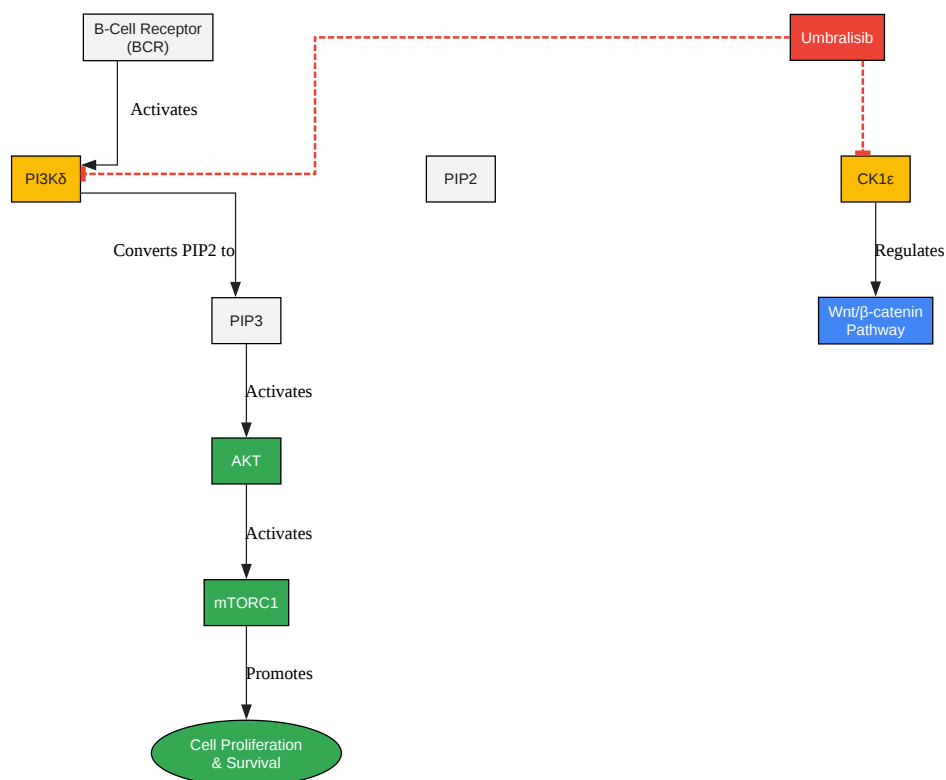 B-Cell Receptor
(BCR)
Umbralisib
Activates
PI3Kδ
PIP2
CK1ε
Converts PIP2 to
Regulates
PIP3
Wnt/β-catenin
Pathway
Activates
AKT
Activates
mTORC1
Promotes
Cell Proliferation
& Survival